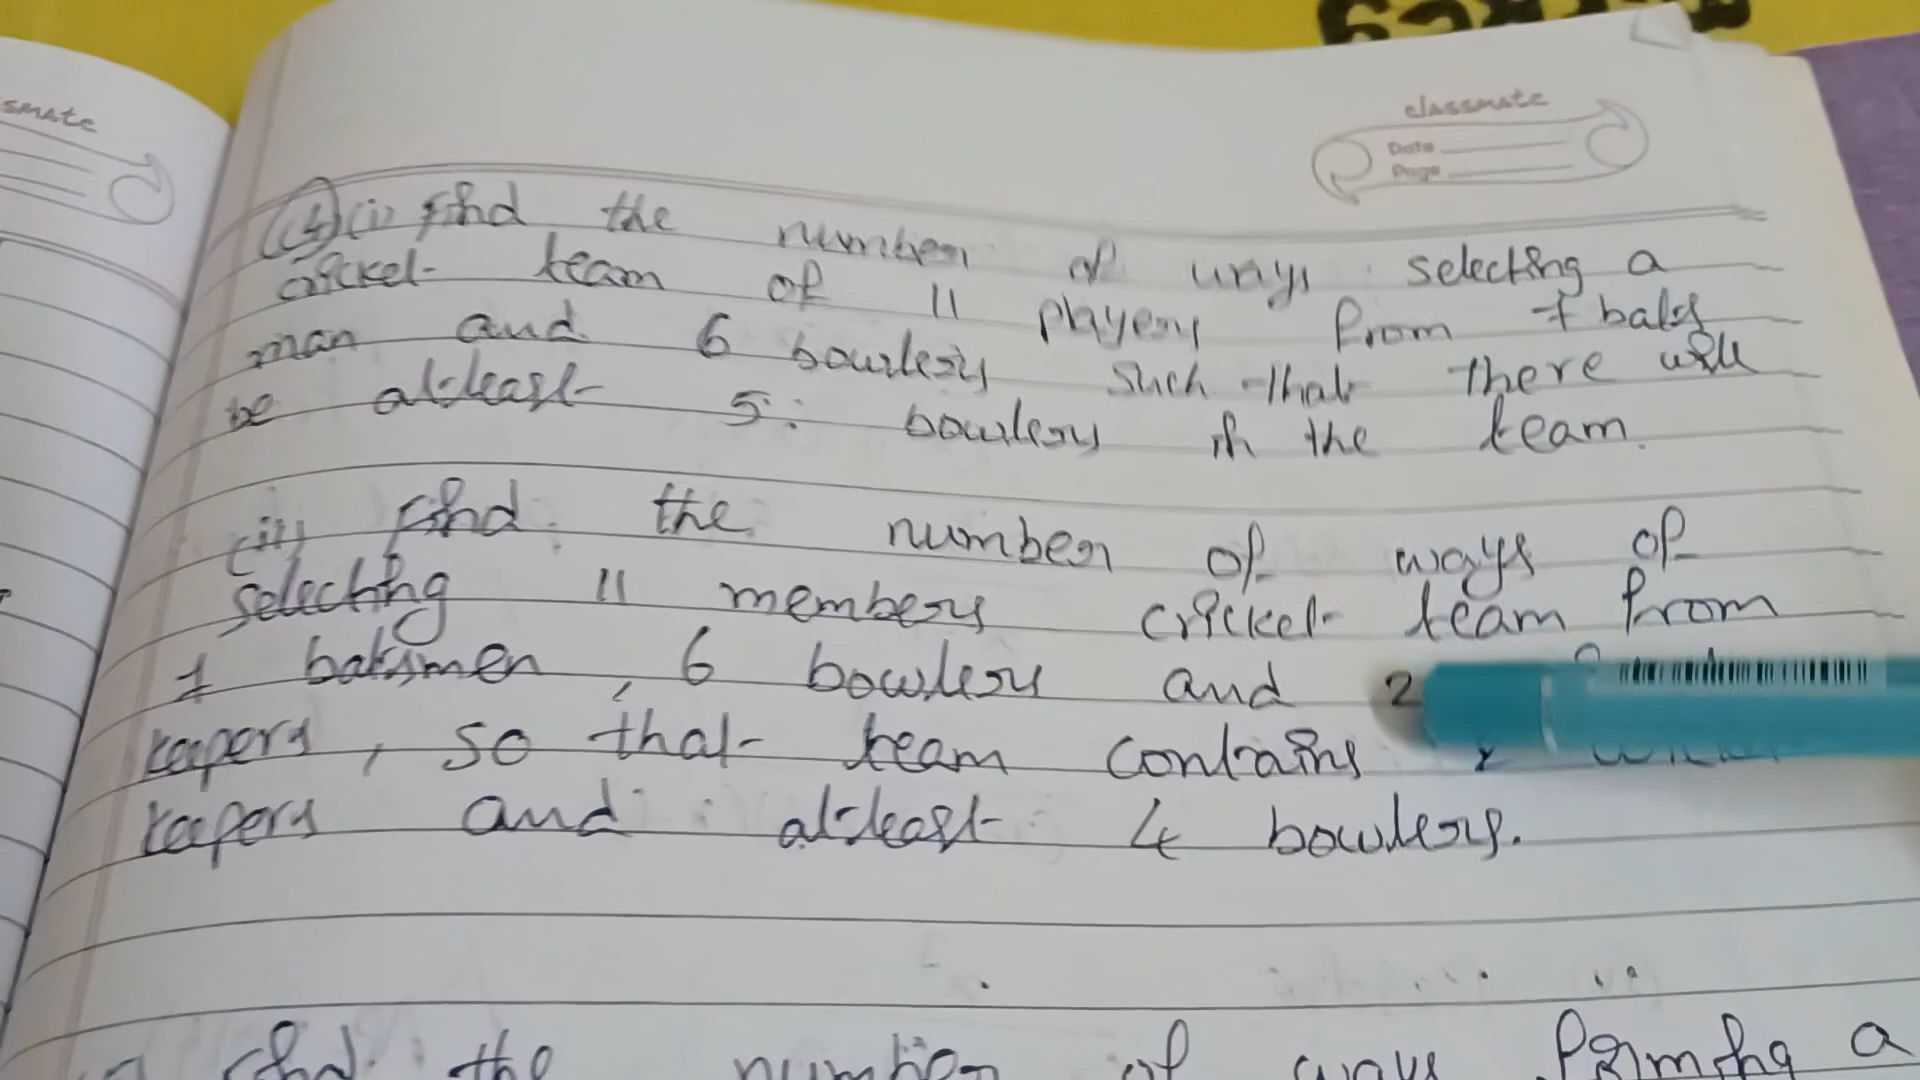 smate
classmate
Date
Page
(4)(i) find the number of ways selecting a
cricket team of 11 players from 7 bats
man and 6 bowlers such that there will
be atleast 5 bowlers in the team.
(ii) find the number of ways of
selecting 11 members cricket team from
7 batsmen, 6 bowlers and 2
keepers, so that team contains
keepers and atleast 4 bowlers.
find the number of ways forming a